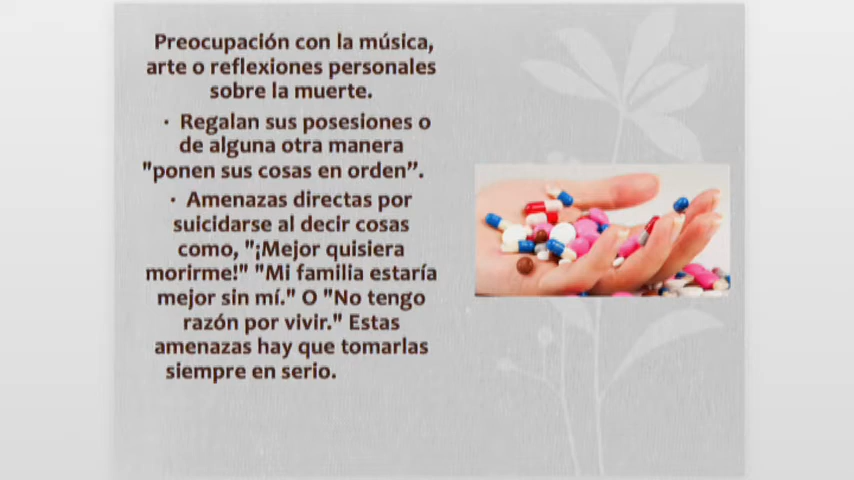 Preocupación con la música,
arte o reflexiones personales
sobre la muerte.
· Regalan sus posesiones o
de alguna otra manera
"ponen sus cosas en orden”.
· Amenazas directas por
suicidarse al decir cosas
como, "¡Mejor quisiera
morirme!" "Mi familia estaría
mejor sin mí." O "No tengo
razón por vivir." Estas
amenazas hay que tomarlas
siempre en serio.